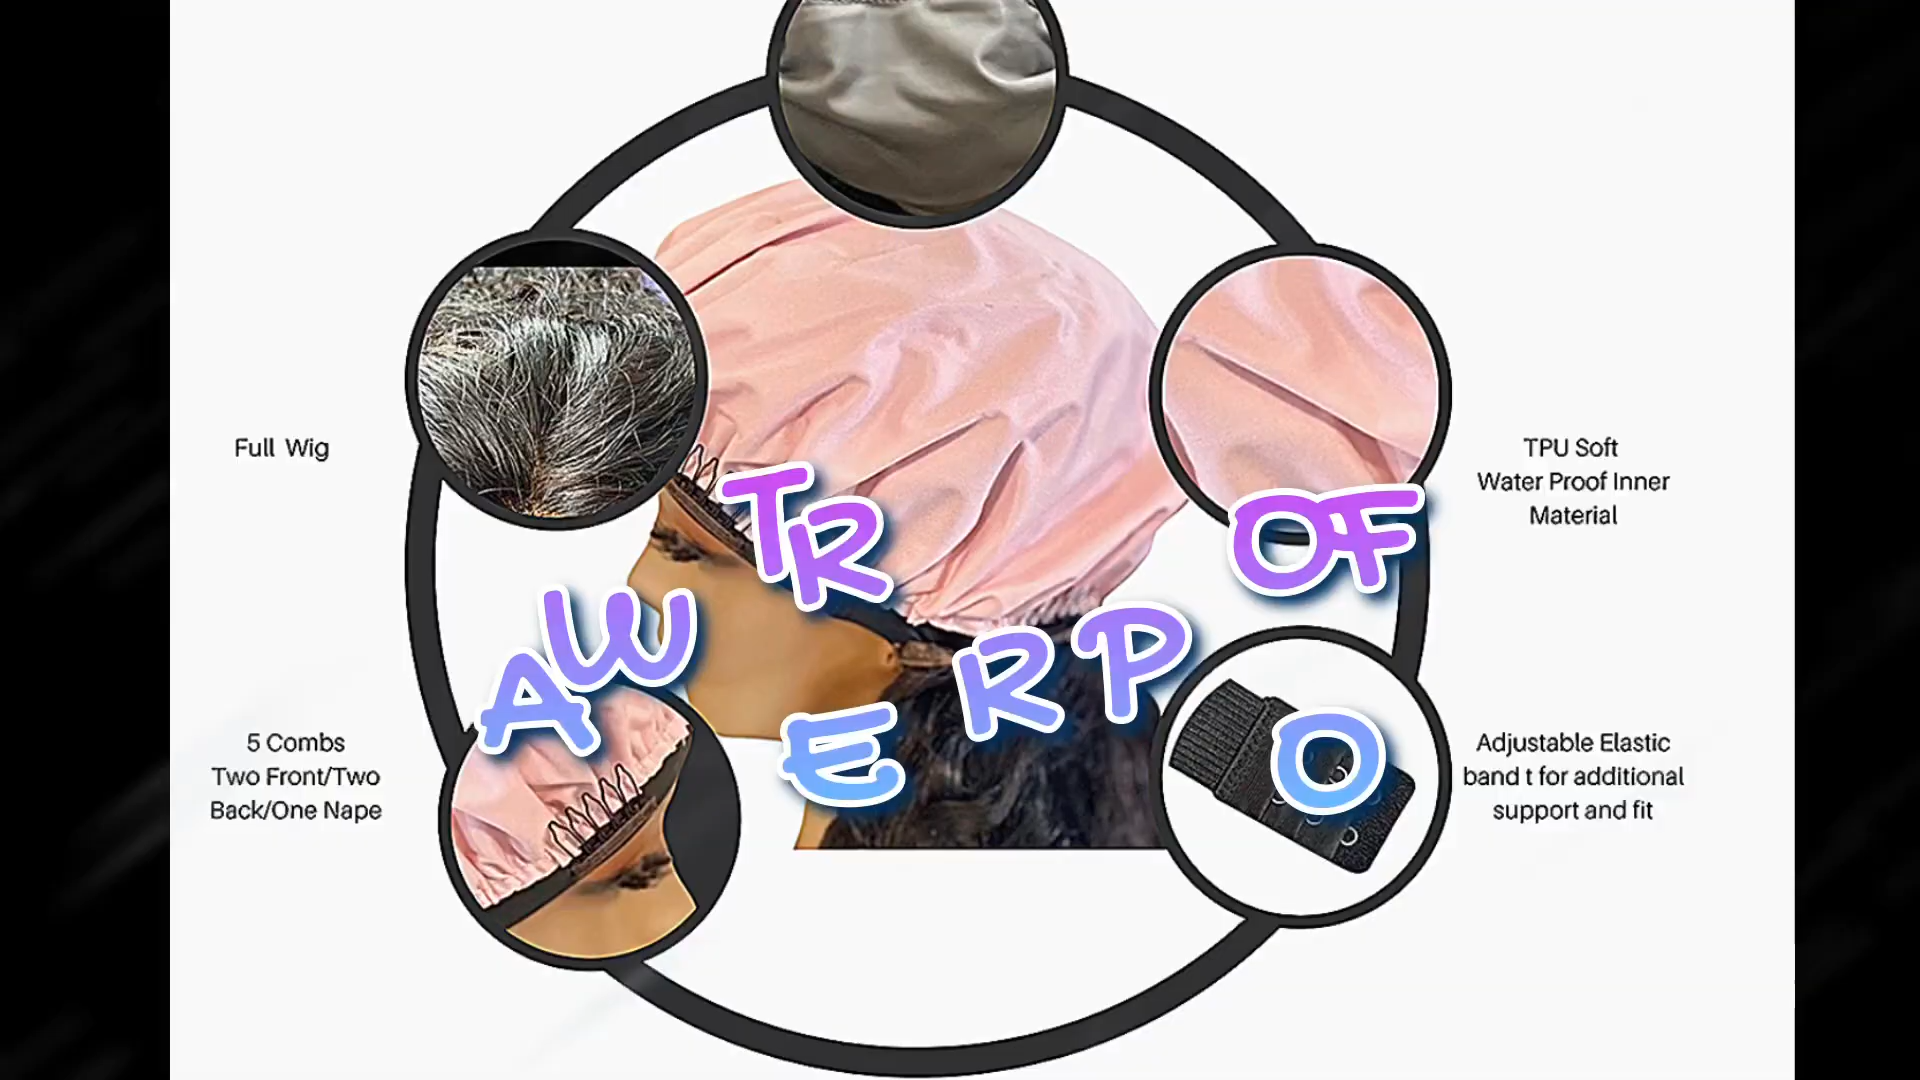 Full Wig
TPU Soft
Water Proof Inner
Material
TR OF
AW RP
E O
5 Combs
Two Front/Two
Back/One Nape
Adjustable Elastic
band t for additional
support and fit